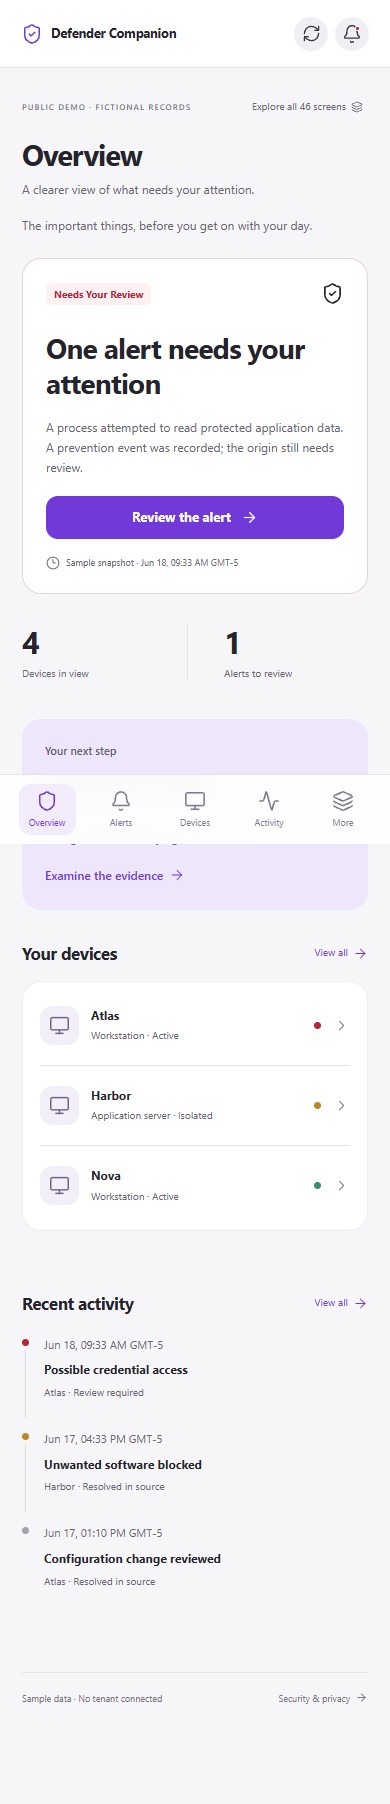 Defender Companion
PUBLIC DEMO · FICTIONAL RECORDS
Explore all 46 screens
Overview
A clearer view of what needs your attention.
The important things, before you get on with your day.
Needs Your Review
One alert needs your
attention
A process attempted to read protected application data.
A prevention event was recorded; the origin still needs
review.
Review the alert
Sample snapshot · Jun 18, 09:33 AM GMT-5
4
Devices in view
1
Alerts to review
Your next step
Overview
Alerts
Devices
Activity
More
Examine the evidence
Your devices
View all
Atlas
Workstation · Active
Harbor
Application server · Isolated
Nova
Workstation · Active
Recent activity
View all
Jun 18, 09:33 AM GMT-5
Possible credential access
Atlas · Review required
Jun 17, 04:33 PM GMT-5
Unwanted software blocked
Harbor · Resolved in source
Jun 17, 01:10 PM GMT-5
Configuration change reviewed
Atlas · Resolved in source
Sample data · No tenant connected
Security & privacy